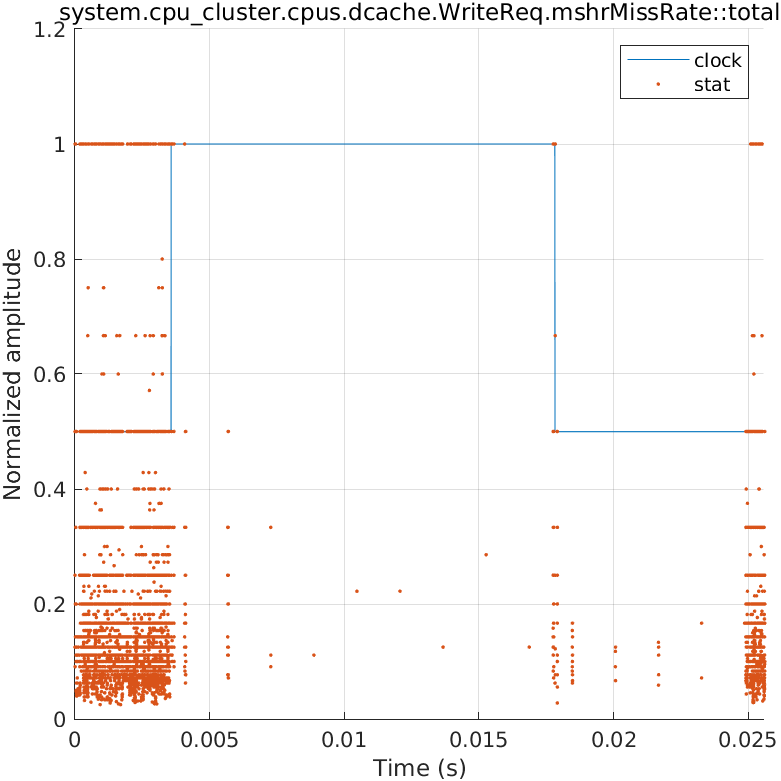 system.cpu_cluster.cpus.dcache.WriteReq.mshrMissRate::total
1.2
1
0.8
0.6
0.4
0.2
0
Normalized amplitude
clock
stat
0 0.005 0.01 0.015 0.02 0.025
Time (s)